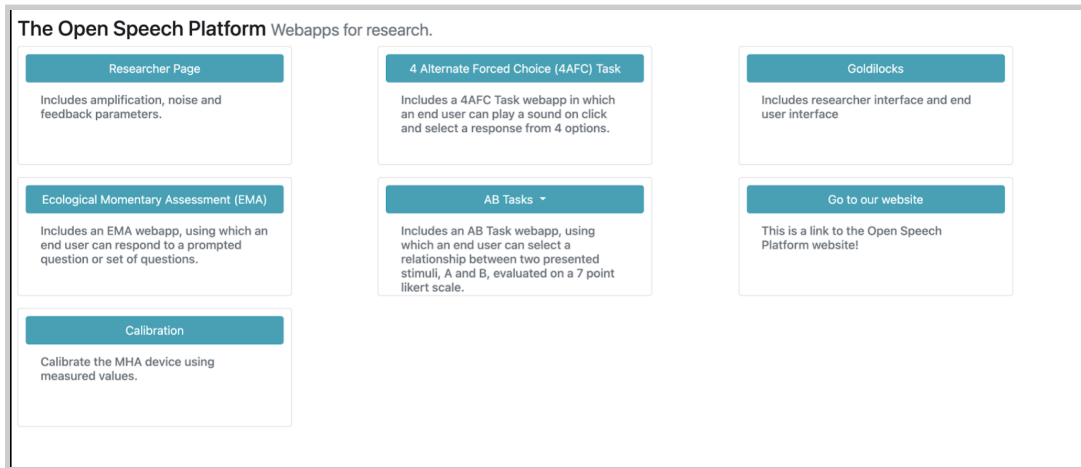 The Open Speech Platform Webapps for research.
Researcher Page
Includes amplification, noise and
feedback parameters.
4 Alternate Forced Choice (4AFC) Task
Includes a 4AFC Task webapp in which
an end user can play a sound on click
and select a response from 4 options.
Goldilocks
Includes researcher interface and end
user interface
Ecological Momentary Assessment (EMA)
Includes an EMA webapp, using which an
end user can respond to a prompted
question or set of questions.
AB Tasks
Includes an AB Task webapp, using
which an end user can select a
relationship between two presented
stimuli, A and B, evaluated on a 7 point
likert scale.
Go to our website
This is a link to the Open Speech
Platform website!
Calibration
Calibrate the MHA device using
measured values.